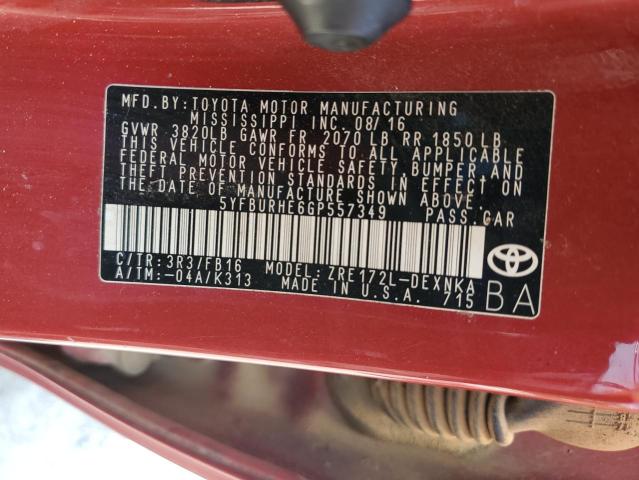 MFD.BY:TOYOTA MOTOR MANUFACTURING
MISSISSIPPI INC. 08/16
GVWR 3820LB GAWR FR 2070 LB RR 1850 LB
THIS VEHICLE CONFORMS TO ALL APPLICABLE
FEDERAL MOTOR VEHICLE SAFETY, BUMPER AND
THEFT PREVENTION STANDARDS IN EFFECT ON
THE DATE OF MANUFACTURE SHOWN ABOVE.
5YFBURHE6GP557349 PASS.CAR
C/TR:3R3/FB16 MODEL:ZRE172L-DEXNKA
A/TM:-04A/K313 MADE IN U.S.A. 715
BA